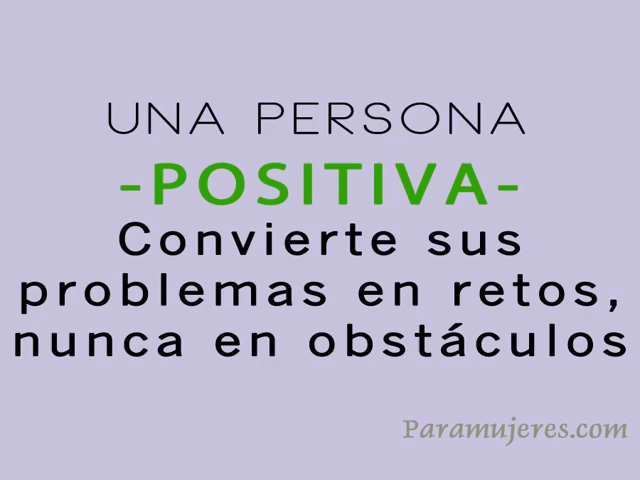 UNA PERSONA
-POSITIVA-
Convierte sus
problemas en retos,
nunca en obstáculos
Paramujeres.com